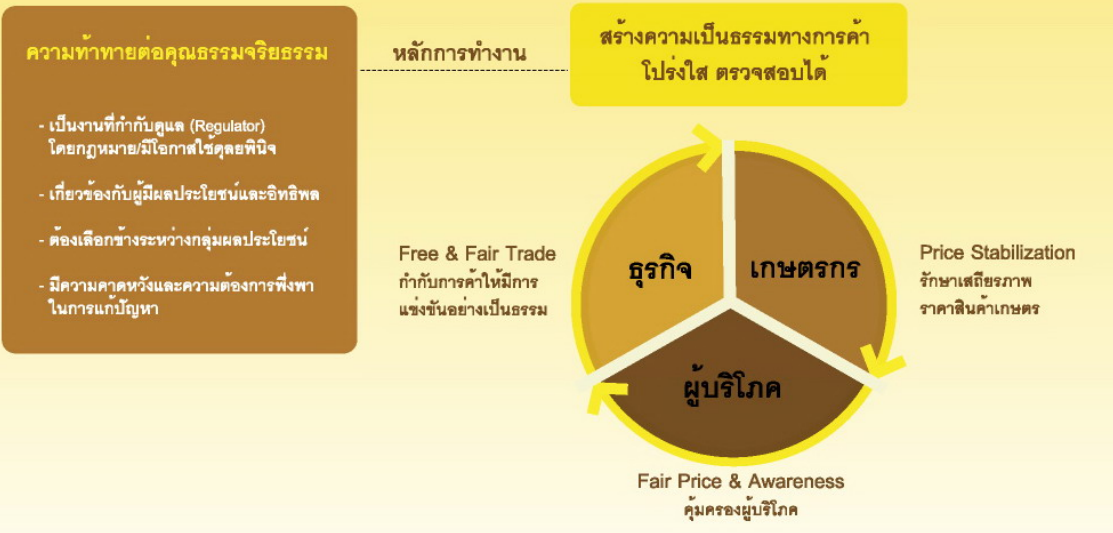 ความท้าทายต่อคุณธรรมจริยธรรม
- เป็นงานที่กำกับดูแล (Regulator)
โดยกฎหมาย/มีโอกาสใช้ดุลยพินิจ
- เกี่ยวข้องกับผู้มีผลประโยชน์และอิทธิพล
- ต้องเลือกข้างระหว่างกลุ่มผลประโยชน์
- มีความคาดหวังและความต้องการพึ่งพา
ในการแก้ปัญหา
หลักการทำงาน
สร้างความเป็นธรรมทางการค้า
โปร่งใส ตรวจสอบได้
Free & Fair Trade
กำกับการค้าให้มีการ
แข่งขันอย่างเป็นธรรม
ธุรกิจ
เกษตรกร
ผู้บริโภค
Price Stabilization
รักษาเสถียรภาพ
ราคาสินค้าเกษตร
Fair Price & Awareness
คุ้มครองผู้บริโภค